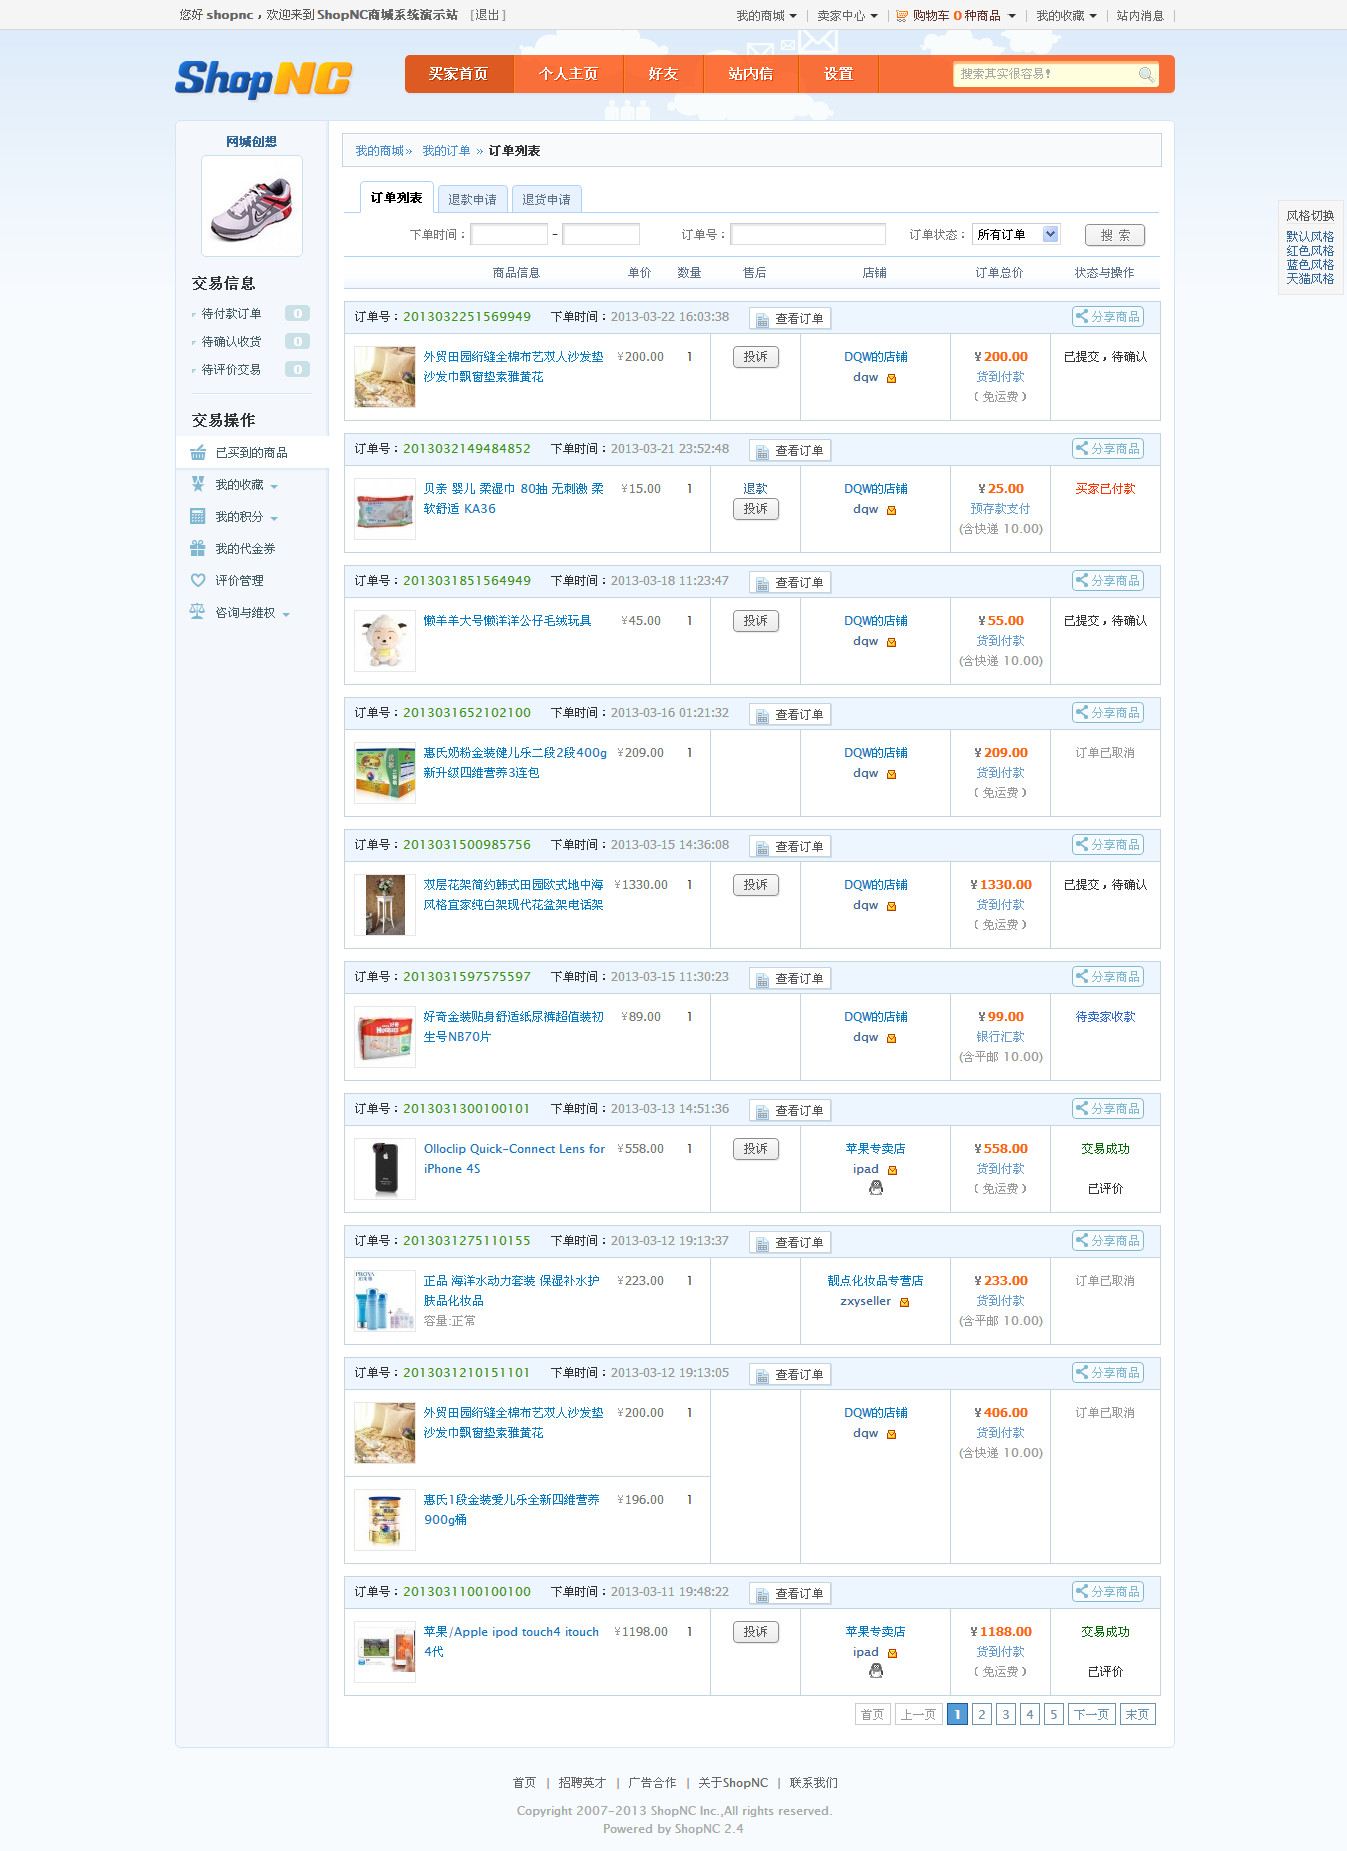 您好 shopnc，欢迎来到 ShopNC商城系统演示站 [退出]
我的商城 卖家中心 购物车 0 种商品 我的收藏 站内消息
ShopNC
买家首页 个人主页 好友 站内信 设置
搜索其实很容易！
网城创想
交易信息
待付款订单 0
待确认收货 0
待评价交易 0
交易操作
已买到的商品
我的收藏
我的积分
我的代金券
评价管理
咨询与维权
我的商城» 我的订单 » 订单列表
订单列表 退款申请 退货申请
下单时间： - 订单号： 订单状态： 所有订单 搜 索
商品信息 单价 数量 售后 店铺 订单总价 状态与操作
订单号：2013032251569949 下单时间：2013-03-22 16:03:38 查看订单 分享商品
外贸田园绗缝全棉布艺双人沙发垫 ¥200.00 1 投诉 DQW的店铺 ¥200.00 已提交，待确认
沙发巾飘窗垫素雅黄花 dqw 货到付款
( 免运费 )
订单号：2013032149484852 下单时间：2013-03-21 23:52:48 查看订单 分享商品
贝亲 婴儿 柔湿巾 80抽 无刺激 柔 ¥15.00 1 退款 DQW的店铺 ¥25.00 买家已付款
软舒适 KA36 投诉 dqw 预存款支付
(含快递 10.00)
订单号：2013031851564949 下单时间：2013-03-18 11:23:47 查看订单 分享商品
懒羊羊大号懒洋洋公仔毛绒玩具 ¥45.00 1 投诉 DQW的店铺 ¥55.00 已提交，待确认
dqw 货到付款
(含快递 10.00)
订单号：2013031652102100 下单时间：2013-03-16 01:21:32 查看订单 分享商品
惠氏奶粉金装健儿乐二段2段400g ¥209.00 1 DQW的店铺 ¥209.00 订单已取消
新升级四维营养3连包 dqw 货到付款
( 免运费 )
订单号：2013031500985756 下单时间：2013-03-15 14:36:08 查看订单 分享商品
双层花架简约韩式田园欧式地中海 ¥1330.00 1 投诉 DQW的店铺 ¥1330.00 已提交，待确认
风格宜家纯白架现代花盆架电话架 dqw 货到付款
( 免运费 )
订单号：2013031597575597 下单时间：2013-03-15 11:30:23 查看订单 分享商品
好奇金装贴身舒适纸尿裤超值装初 ¥89.00 1 DQW的店铺 ¥99.00 待卖家收款
生号NB70片 dqw 银行汇款
(含平邮 10.00)
订单号：2013031300100101 下单时间：2013-03-13 14:51:36 查看订单 分享商品
Olloclip Quick-Connect Lens for ¥558.00 1 投诉 苹果专卖店 ¥558.00 交易成功
iPhone 4S ipad 货到付款
( 免运费 ) 已评价
订单号：2013031275110155 下单时间：2013-03-12 19:13:37 查看订单 分享商品
正品 海洋水动力套装 保湿补水护 ¥223.00 1 靓点化妆品专营店 ¥233.00 订单已取消
肤品化妆品 zxyseller 货到付款
容量:正常 (含平邮 10.00)
订单号：2013031210151101 下单时间：2013-03-12 19:13:05 查看订单 分享商品
外贸田园绗缝全棉布艺双人沙发垫 ¥200.00 1 DQW的店铺 ¥406.00 订单已取消
沙发巾飘窗垫素雅黄花 dqw 货到付款
(含快递 10.00)
惠氏1段金装爱儿乐全新四维营养 ¥196.00 1
900g桶
订单号：2013031100100100 下单时间：2013-03-11 19:48:22 查看订单 分享商品
苹果/Apple ipod touch4 itouch ¥1198.00 1 投诉 苹果专卖店 ¥1188.00 交易成功
4代 ipad 货到付款
( 免运费 ) 已评价
首页 上一页 1 2 3 4 5 下一页 末页
风格切换
默认风格
红色风格
蓝色风格
天猫风格
首页 | 招聘英才 | 广告合作 | 关于ShopNC | 联系我们
Copyright 2007-2013 ShopNC Inc.,All rights reserved.
Powered by ShopNC 2.4